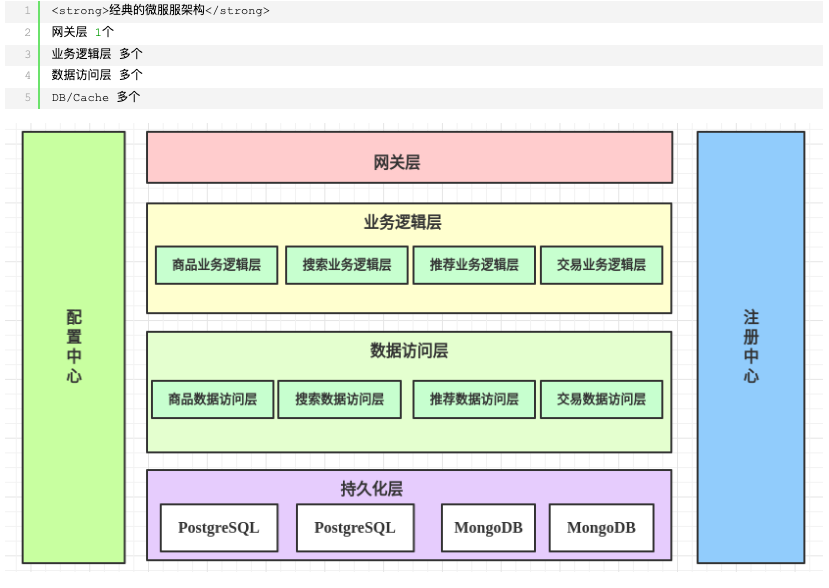 1 <strong>经典的微服服架构</strong>
2 网关层 1个
3 业务逻辑层 多个
4 数据访问层 多个
5 DB/Cache 多个
网关层
业务逻辑层
商品业务逻辑层 搜索业务逻辑层 推荐业务逻辑层 交易业务逻辑层
配置中心
注册中心
数据访问层
商品数据访问层 搜索数据访问层 推荐数据访问层 交易数据访问层
持久化层
PostgreSQL PostgreSQL MongoDB MongoDB